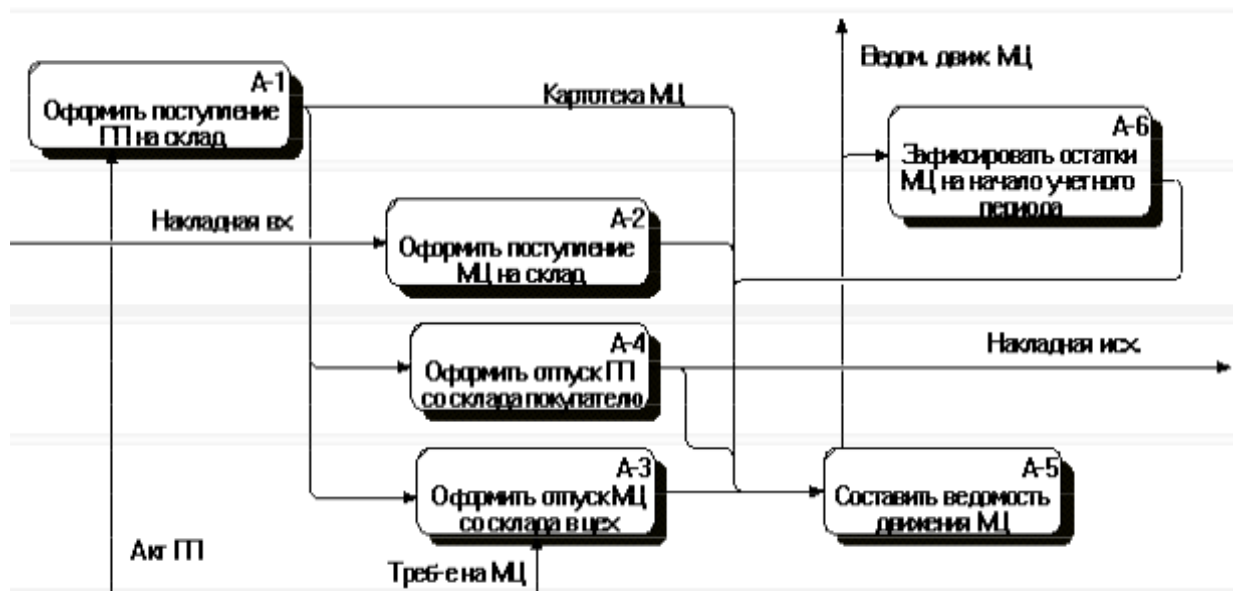 А-1
Оформить поступление
ГП на склад
Картотека МЦ
Ведом. движ МЦ
А-6
Зафиксировать остатки
МЦ на начало учетного
периода
Накладная вх
А-2
Оформить поступление
МЦ на склад
А-4
Оформить отпуск ГП
со склада покупателю
Накладная исх.
А-3
Оформить отпуск МЦ
со склада в цех
А-5
Составить ведомость
движения МЦ
Акт ГП
Треб-е на МЦ